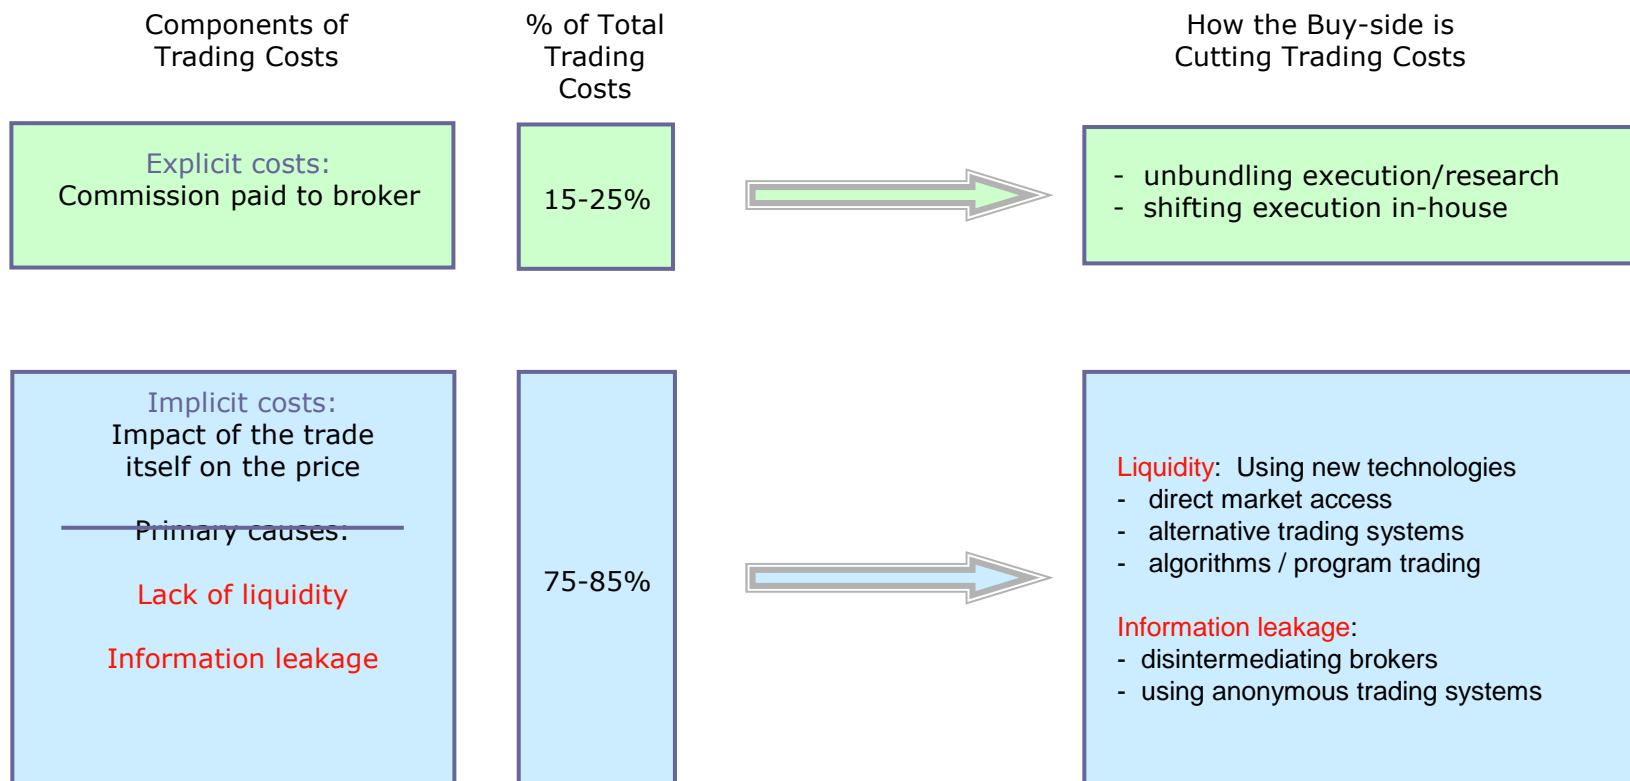 Components of
Trading Costs
% of Total
Trading
Costs
How the Buy-side is
Cutting Trading Costs
Explicit costs:
Commission paid to broker
15-25%
- unbundling execution/research
- shifting execution in-house
Implicit costs:
Impact of the trade
itself on the price
Primary causes:
Lack of liquidity
Information leakage
75-85%
Liquidity: Using new technologies
- direct market access
- alternative trading systems
- algorithms / program trading
Information leakage:
- disintermediating brokers
- using anonymous trading systems